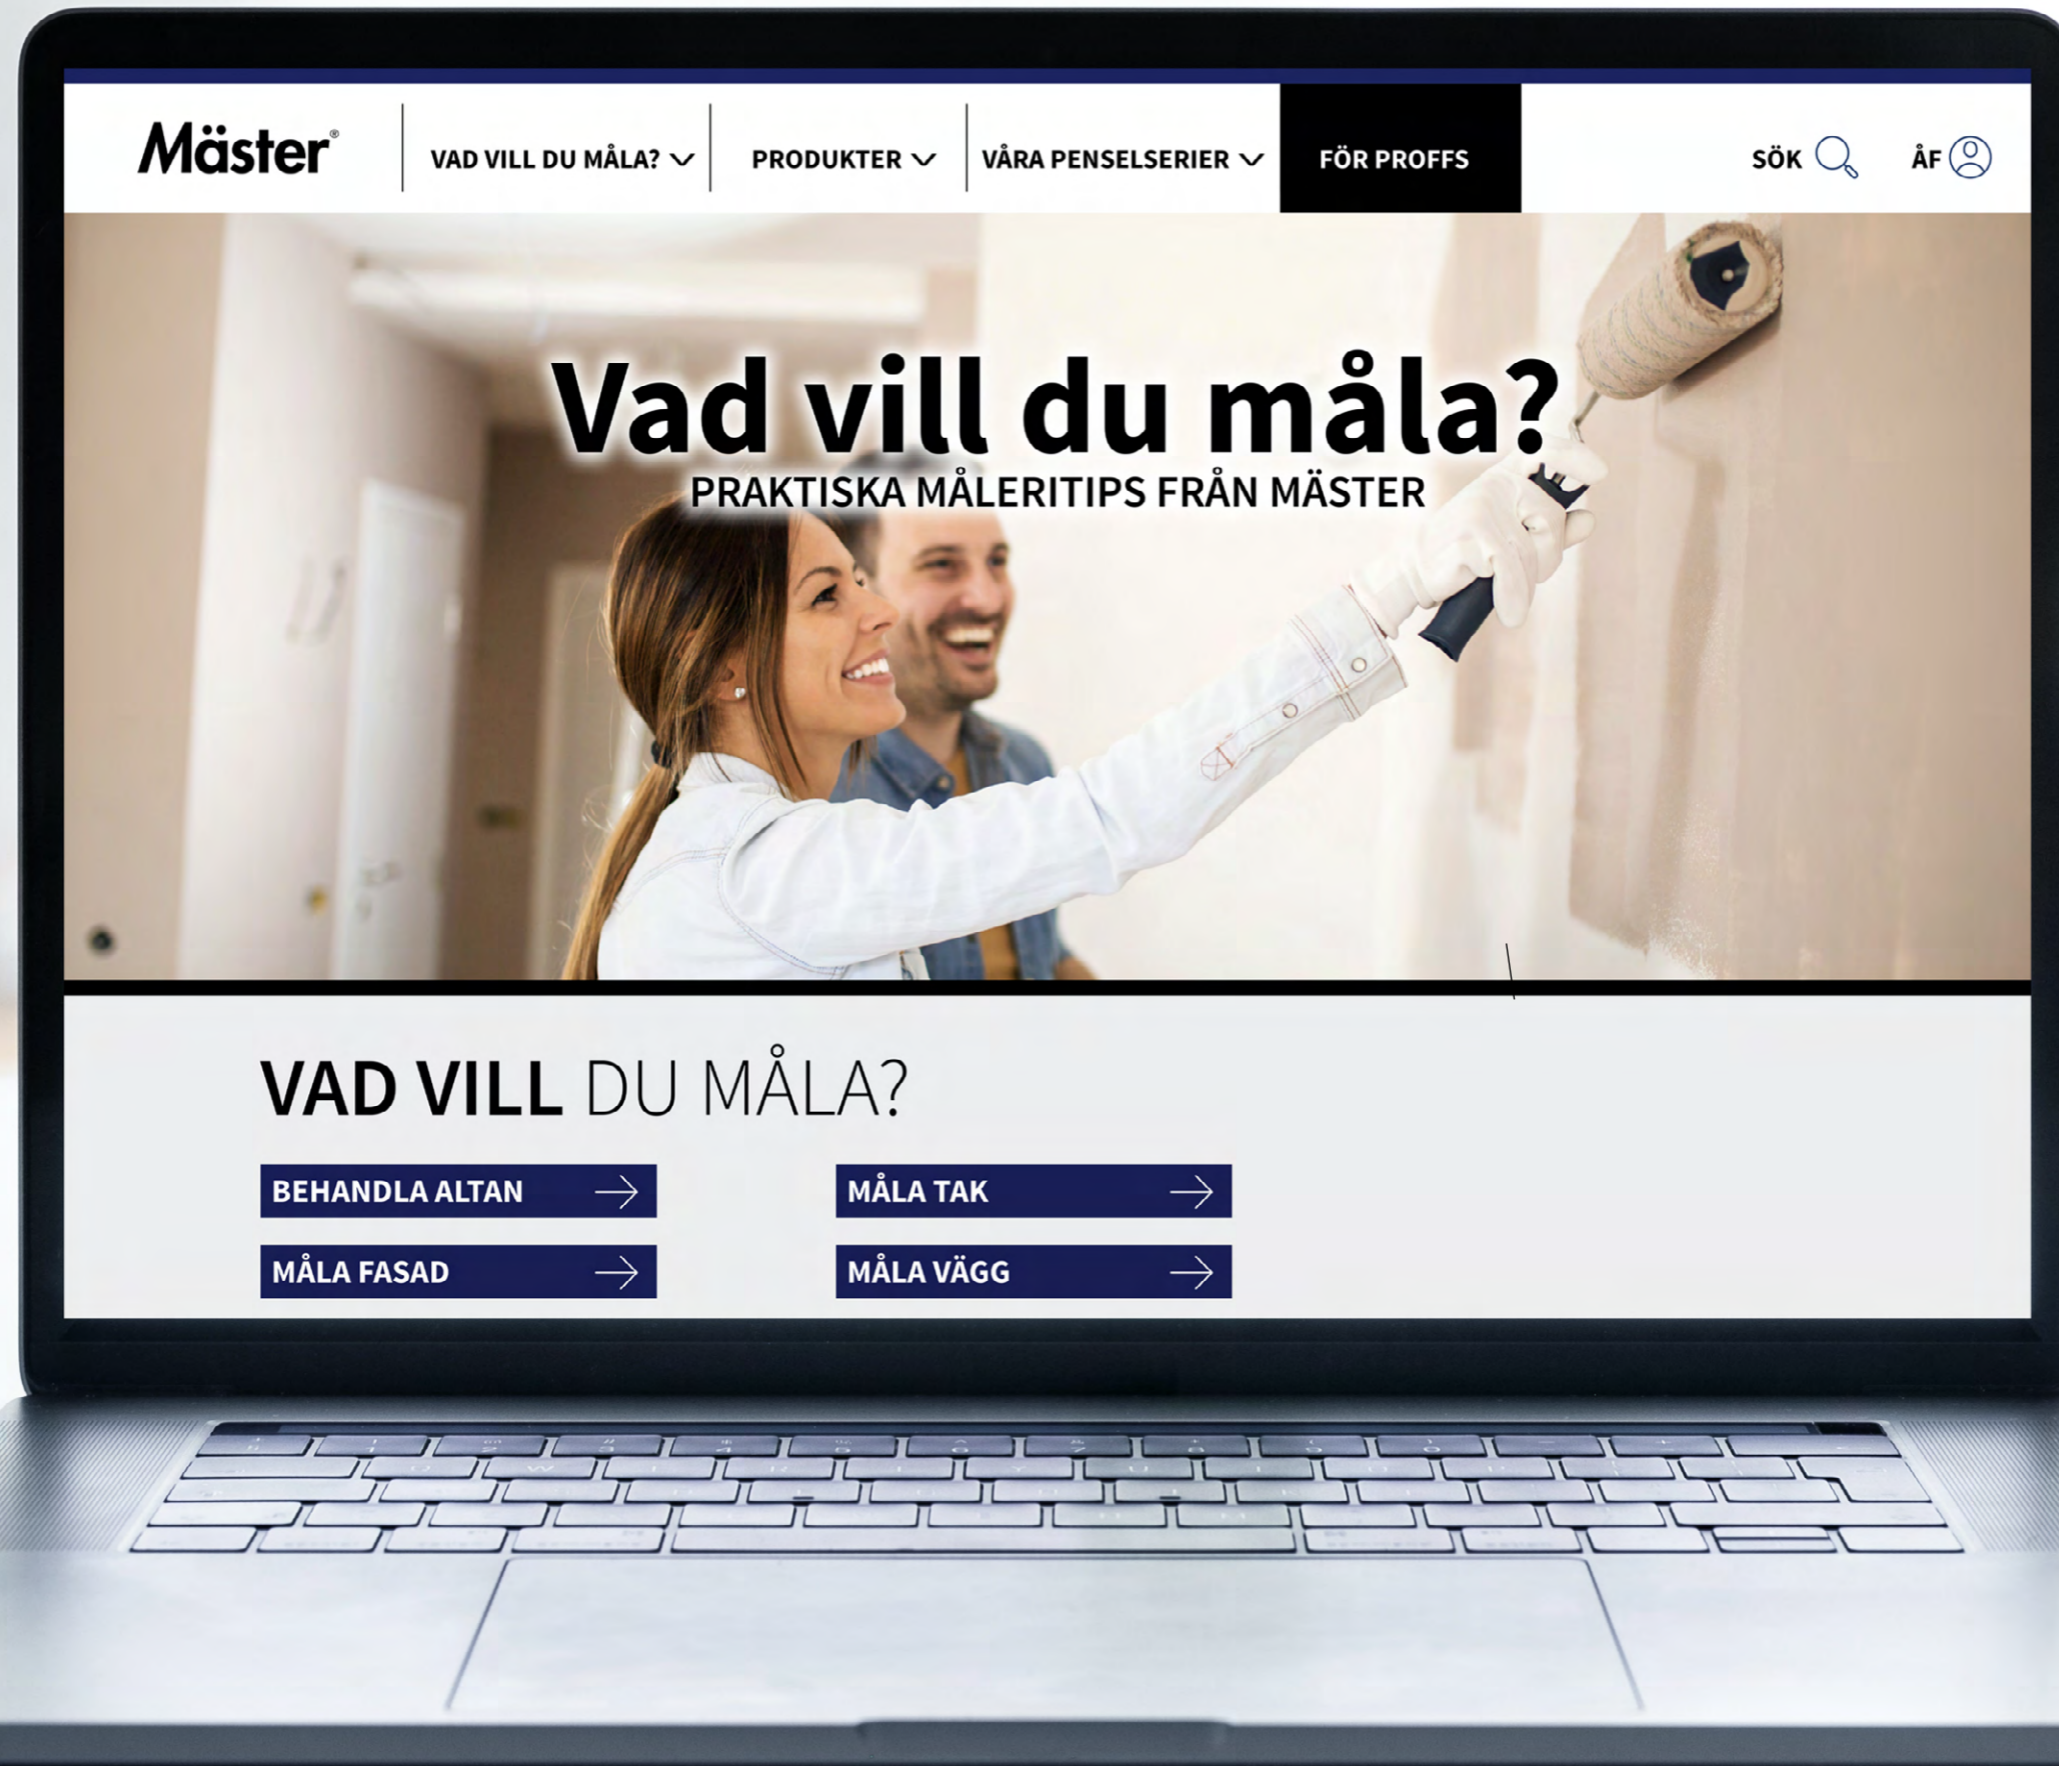 Mäster®
VAD VILL DU MÅLA?
PRODUKTER
VÅRA PENSELSERIER
FÖR PROFFS
SÖK
ÅF
Vad vill du måla?
PRAKTISKA MÅLERITIPS FRÅN MÄSTER
VAD VILL DU MÅLA?
BEHANDLA ALTAN
MÅLA TAK
MÅLA FASAD
MÅLA VÄGG